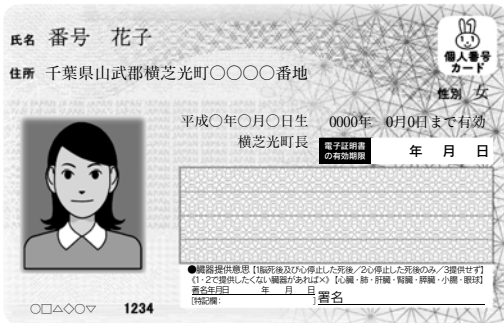 氏名 番号 花子
個人番号
カード
住所 千葉県山武郡横芝光町○○○○番地
性別 女
平成○年○月○日生 0000年 0月0日まで有効
横芝光町長 電子証明書
の有効期限 年 月 日
●臓器提供意思【1脳死後及び心停止した死後/2心停止した死後のみ/3提供せず】
《1・2で提供したくない臓器があれば×》【心臓・肺・肝臓・腎臓・膵臓・小腸・眼球】
署名年月日 年 月 日
[特記欄: ] 署名
○□△◇○▽ 1234